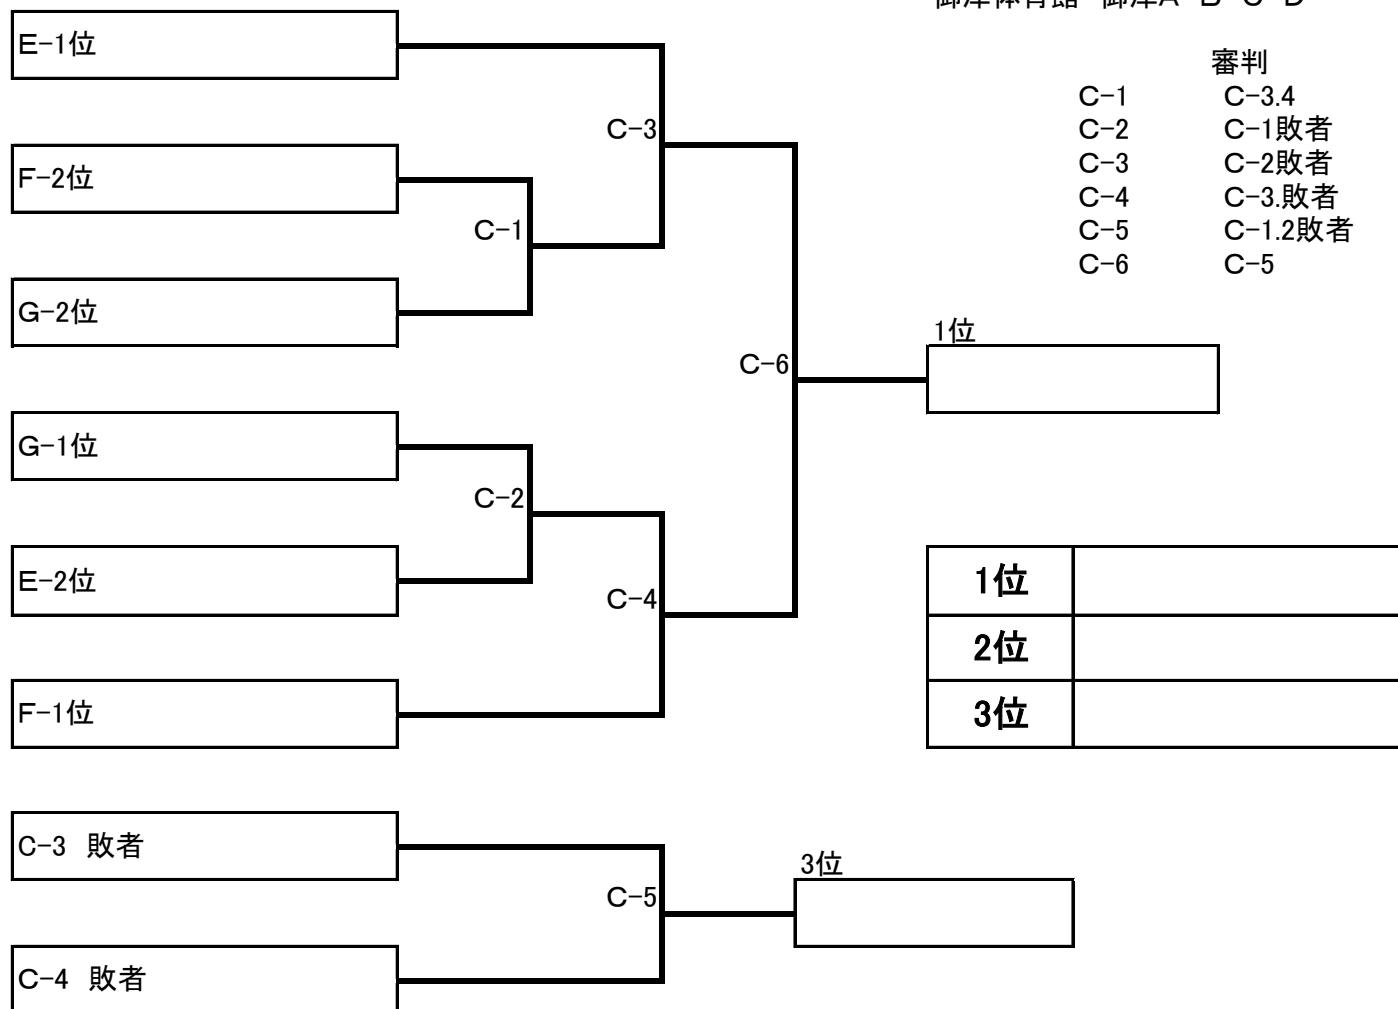 E-1位
審判
C-1 C-3.4
C-3
C-2 C-1敗者
F-2位
C-3 C-2敗者
C-4 C-3.敗者
C-1
C-5 C-1.2敗者
C-6 C-5
G-2位
1位
C-6
G-1位
C-2
E-2位
1位
C-4
2位
F-1位
3位
C-3 敗者
3位
C-5
C-4 敗者